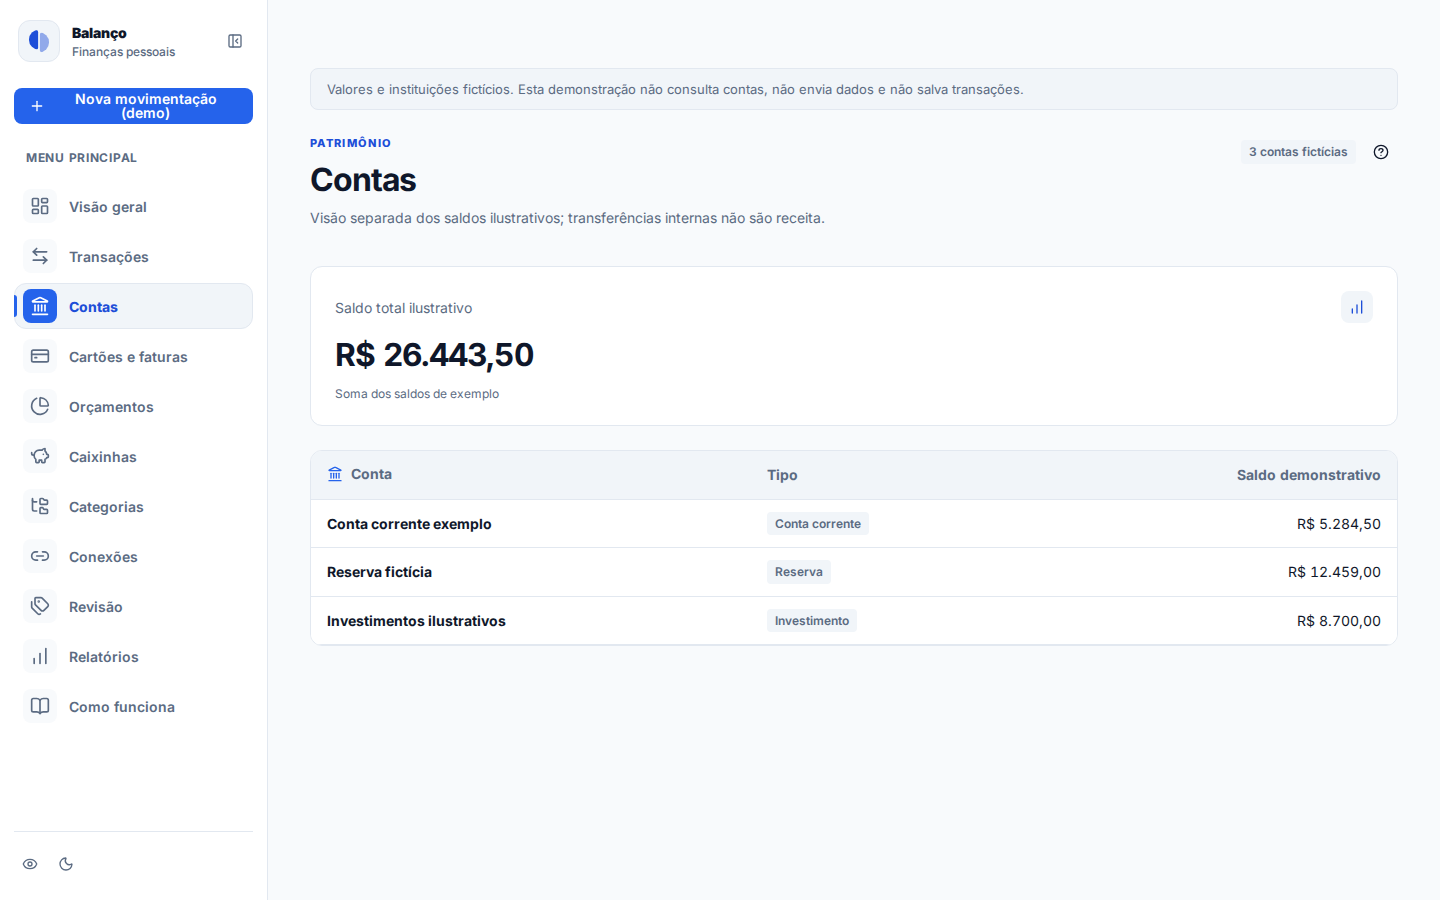 Balanço
Finanças pessoais
Nova movimentação
(demo)
MENU PRINCIPAL
Visão geral
Transações
Contas
Cartões e faturas
Orçamentos
Caixinhas
Categorias
Conexões
Revisão
Relatórios
Como funciona
Valores e instituições fictícios. Esta demonstração não consulta contas, não envia dados e não salva transações.
PATRIMÔNIO
Contas
Visão separada dos saldos ilustrativos; transferências internas não são receita.
3 contas fictícias
Saldo total ilustrativo
R$ 26.443,50
Soma dos saldos de exemplo
Conta Tipo Saldo demonstrativo
Conta corrente exemplo Conta corrente R$ 5.284,50
Reserva fictícia Reserva R$ 12.459,00
Investimentos ilustrativos Investimento R$ 8.700,00